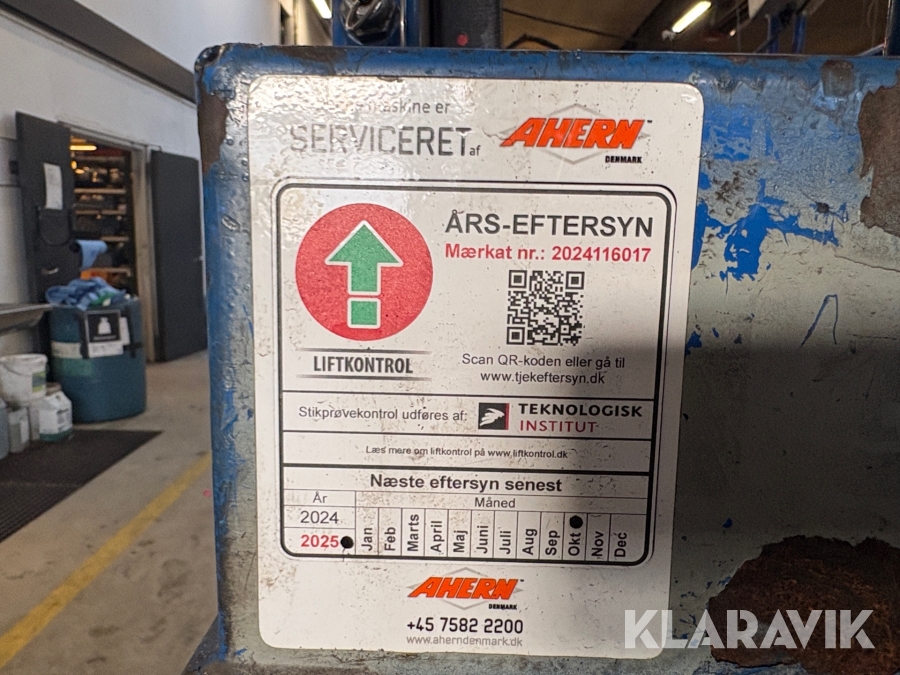 maskine er
SERVICERET af
AHERN
DENMARK
ÅRS-EFTERSYN
Mærkat nr.: 2024116017
LIFTKONTROL
Scan QR-koden eller gå til
www.tjekeftersyn.dk
Stikprøvekontrol udføres af:
TEKNOLOGISK
INSTITUT
Læs mere om liftkontrol på www.liftkontrol.dk
Næste eftersyn senest
År
Måned
2024
2025
Jan
Feb
Marts
April
Maj
Juni
Juli
Aug
Sep
Okt
Nov
Dec
AHERN
DENMARK
+45 7582 2200
www.aherndenmark.dk
KLARAVIK